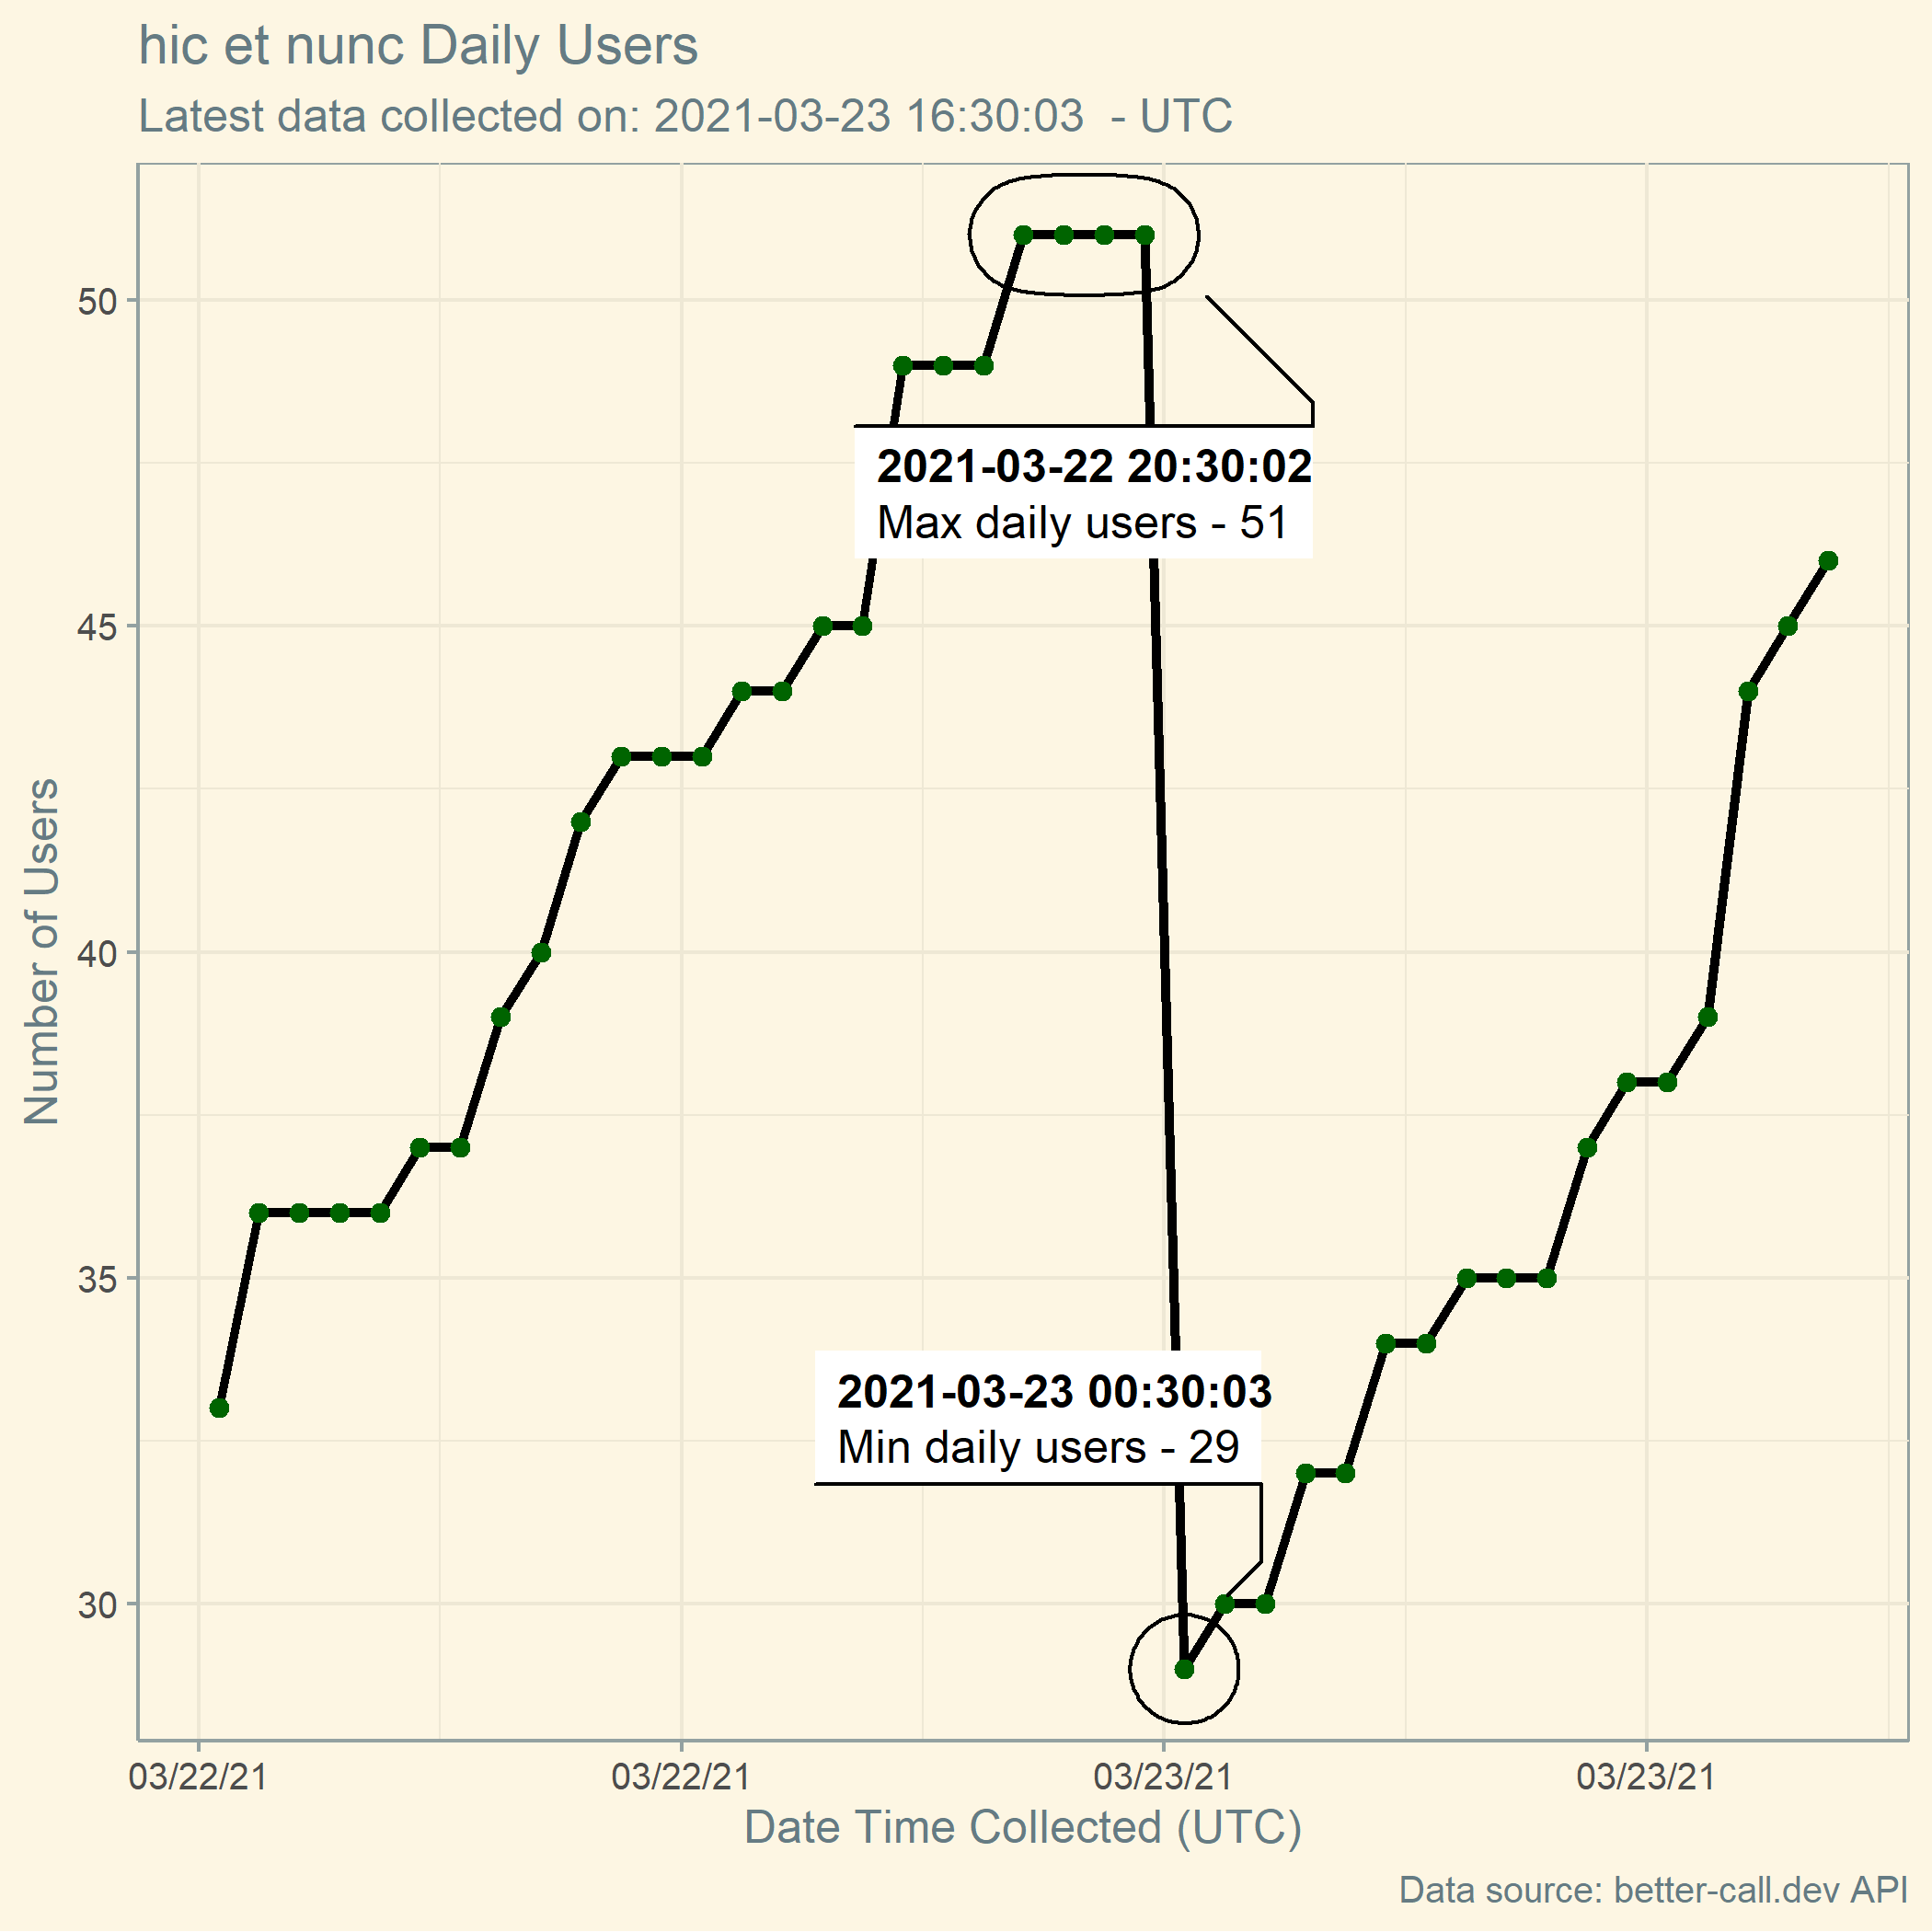 hic et nunc Daily Users
Latest data collected on: 2021-03-23 16:30:03  - UTC
Number of Users
50
45
40
35
30
2021-03-22 20:30:02
Max daily users - 51
2021-03-23 00:30:03
Min daily users - 29
03/22/21
03/22/21
03/23/21
03/23/21
Date Time Collected (UTC)
Data source: better-call.dev API